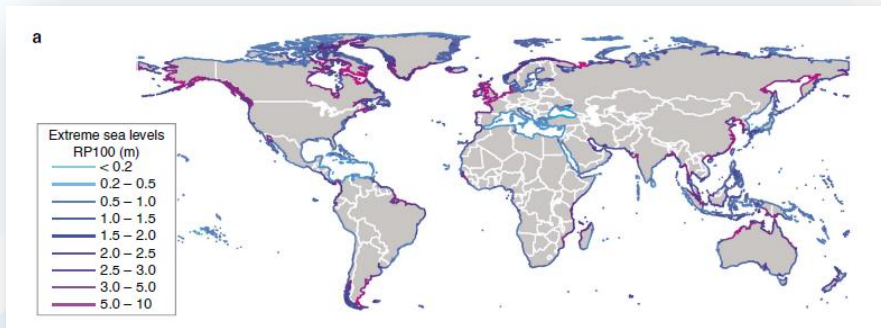 a
Extreme sea levels
RP100 (m)
< 0.2
0.2 – 0.5
0.5 – 1.0
1.0 – 1.5
1.5 – 2.0
2.0 – 2.5
2.5 – 3.0
3.0 – 5.0
5.0 – 10